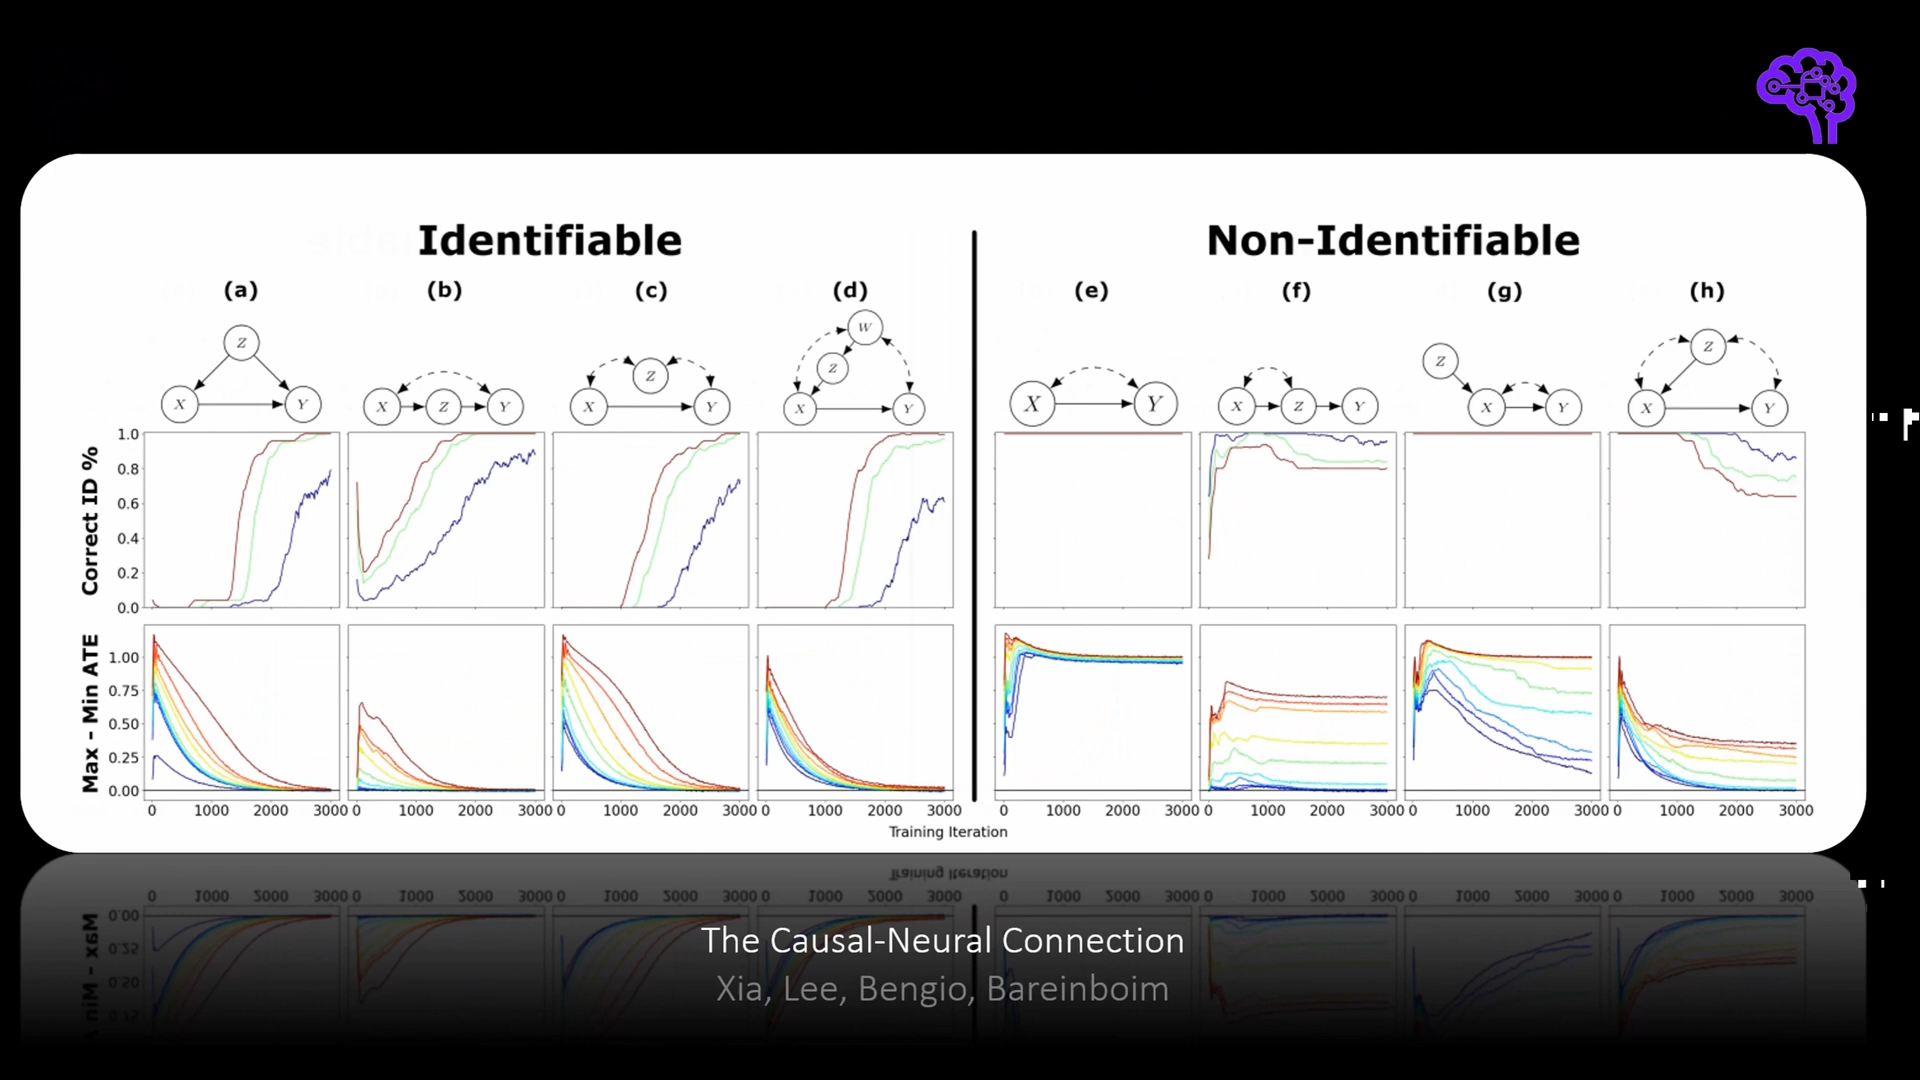 Identifiable
Non-Identifiable
(a) (b) (c) (d) (e) (f) (g) (h)
Z
X Y
X Z Y
Z
X Y
W
Z
X Y
X Y
X Z Y
Z
X Y
Z
X Y
Correct ID %
1.0
0.8
0.6
0.4
0.2
0.0
Max - Min ATE
1.00
0.75
0.50
0.25
0.00
0 1000 2000 3000 0 1000 2000 3000 0 1000 2000 3000 0 1000 2000 3000 0 1000 2000 3000 0 1000 2000 3000 0 1000 2000 3000 0 1000 2000 3000
Training Iteration
The Causal-Neural Connection
Xia, Lee, Bengio, Bareinboim